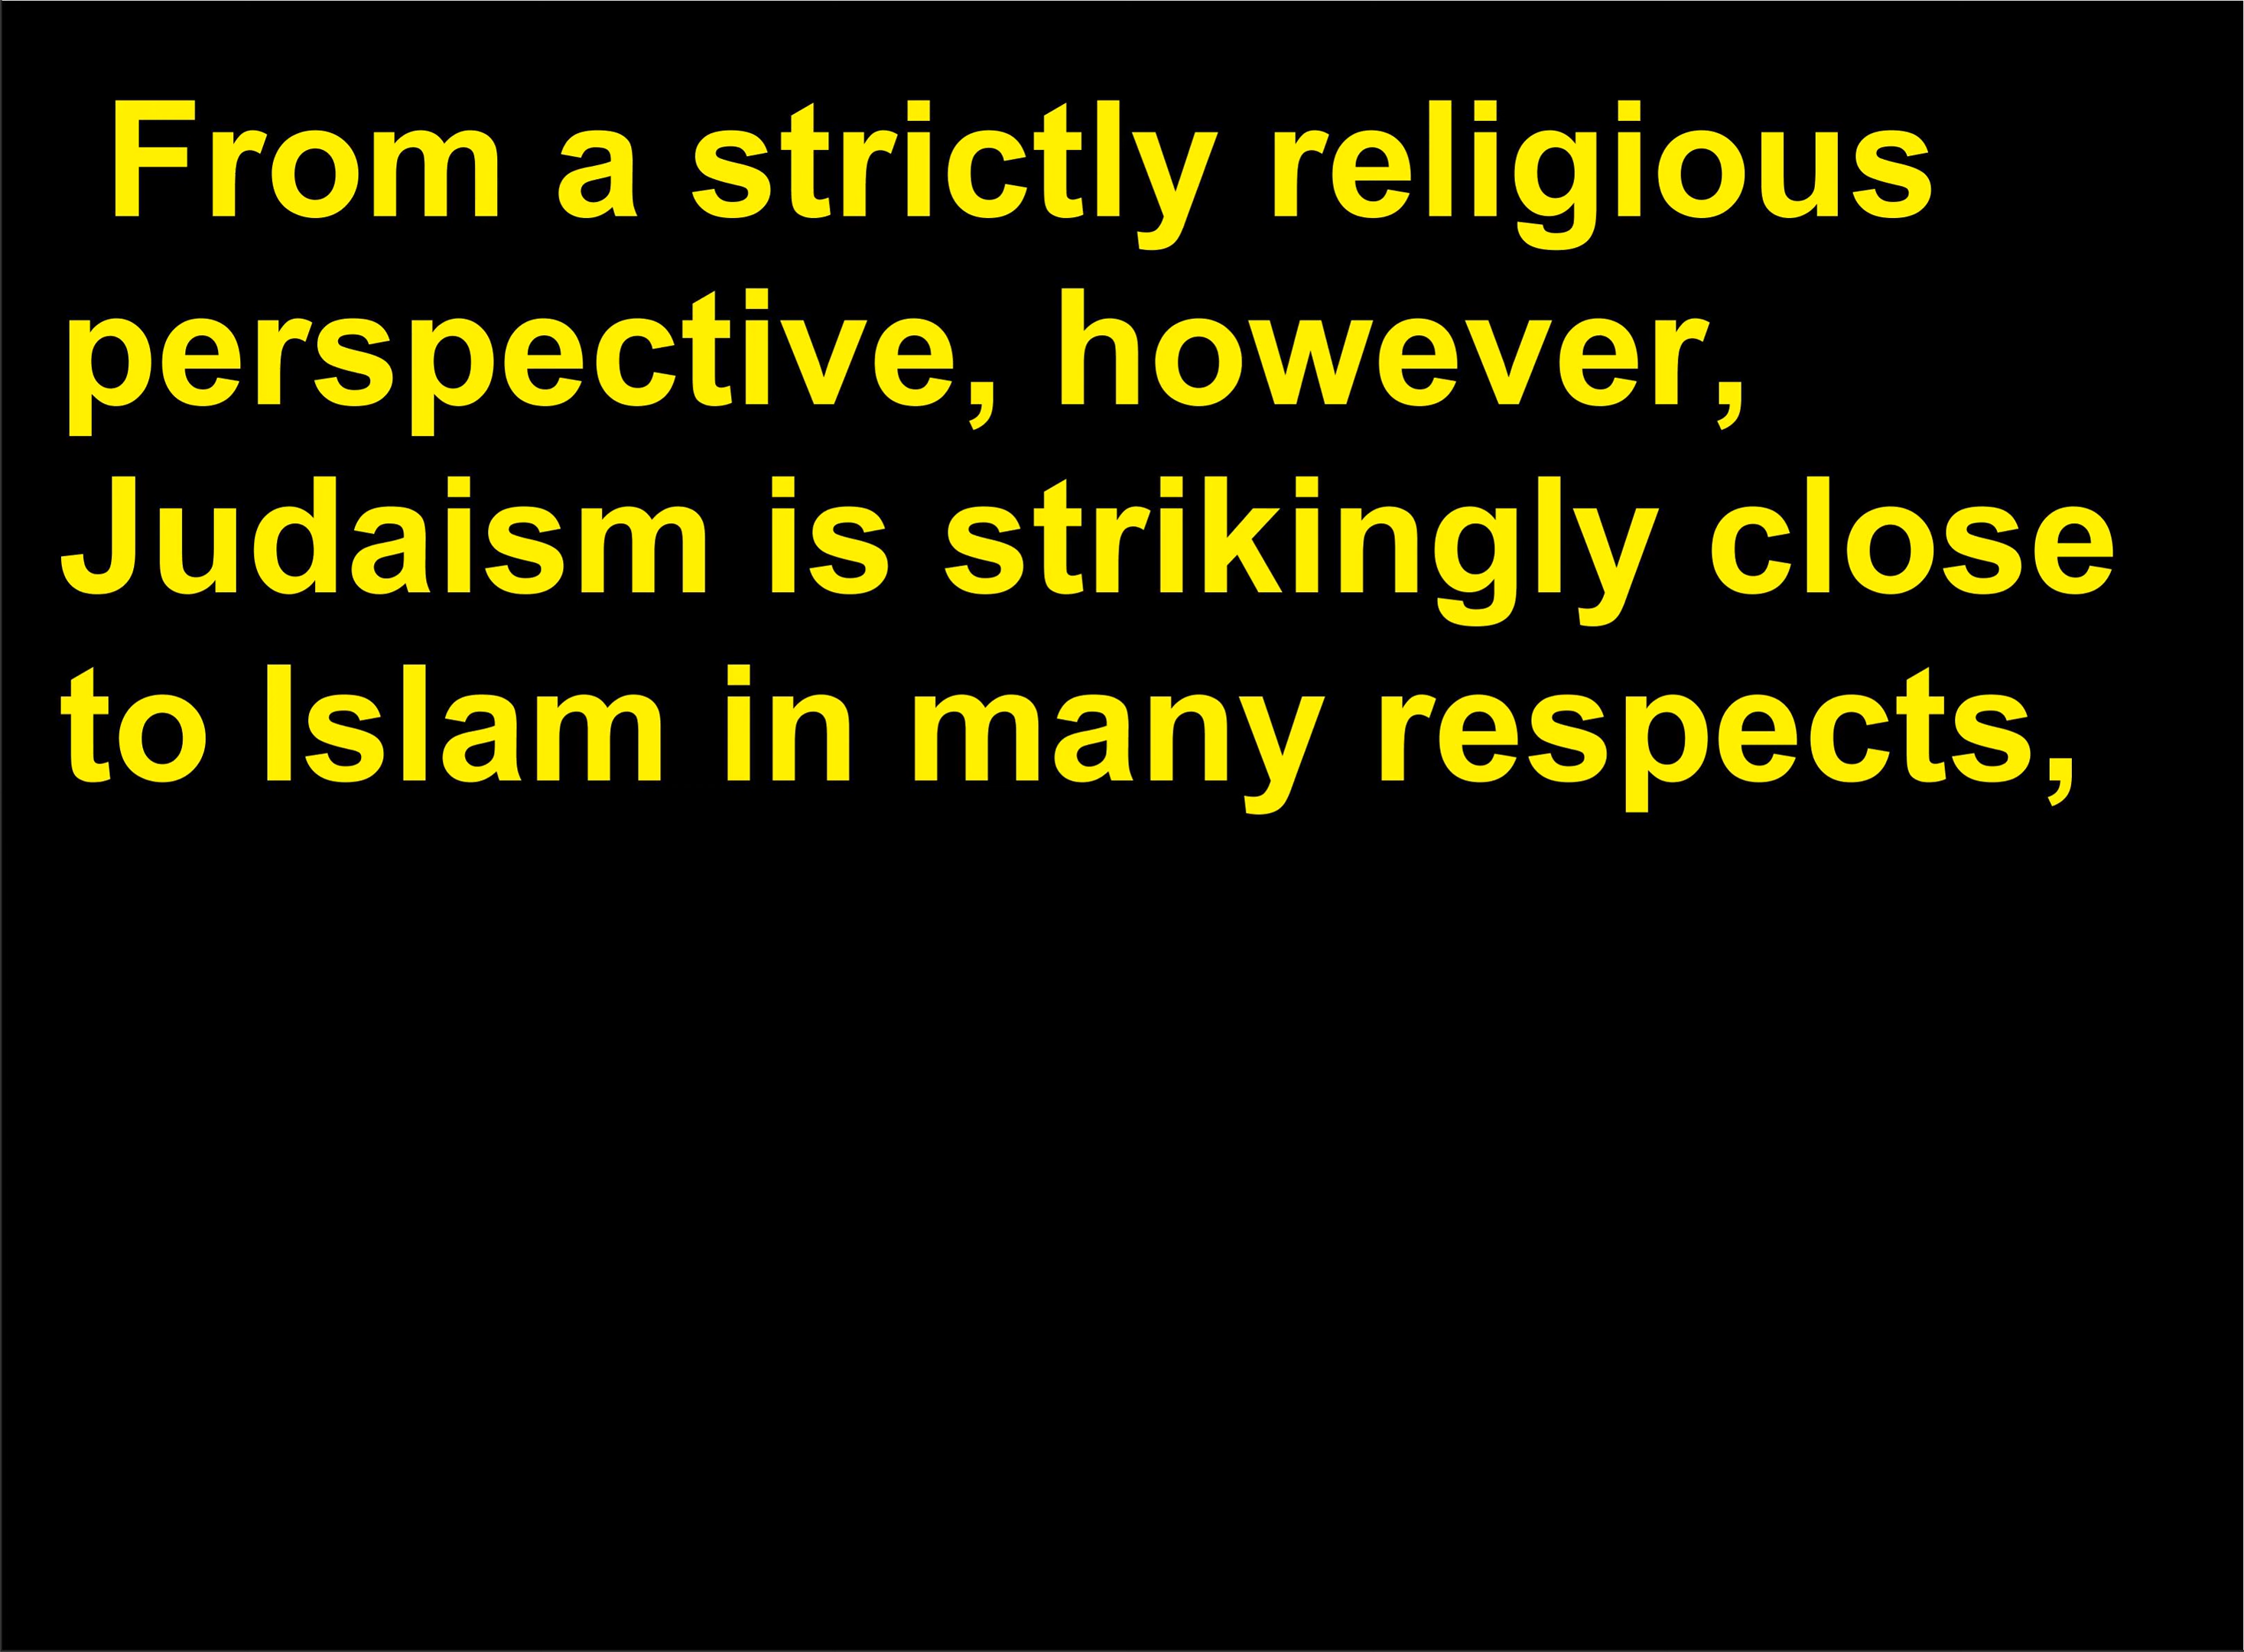 From a strictly religious
perspective, however,
Judaism is strikingly close
to Islam in many respects,